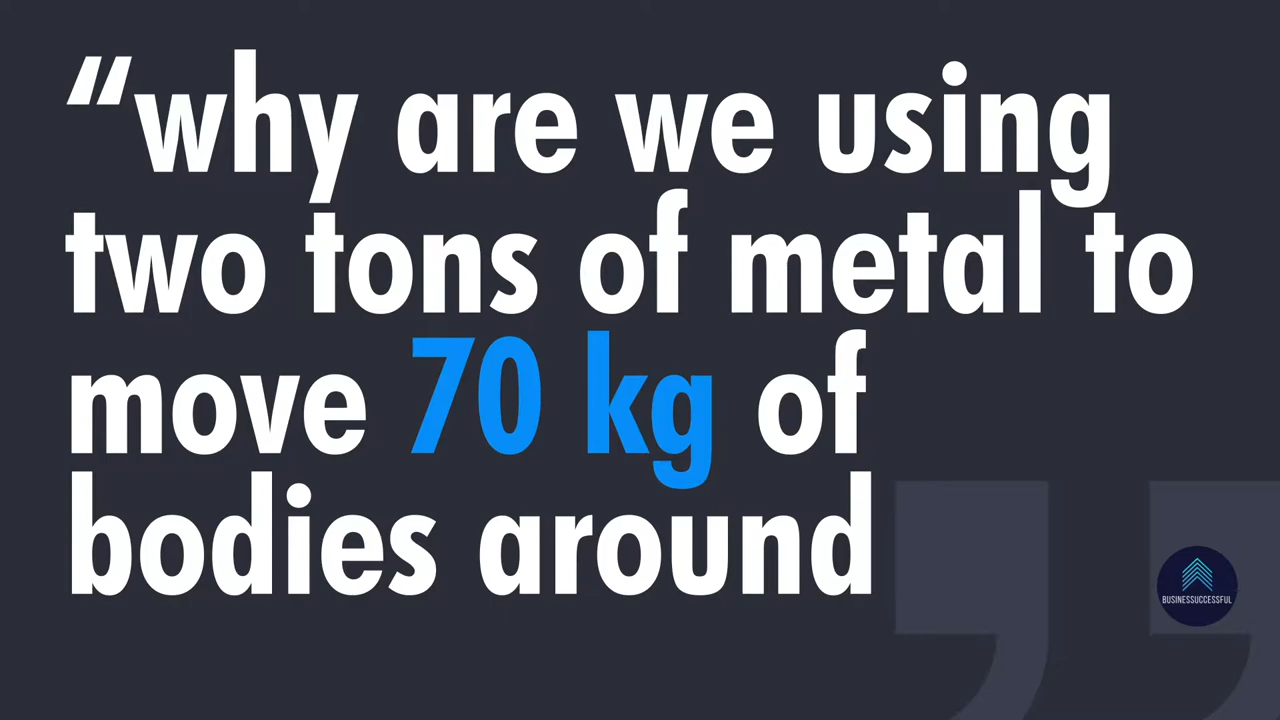 “why are we using
two tons of metal to
move 70 kg of
bodies around
BUSINESSUCCESSFUL